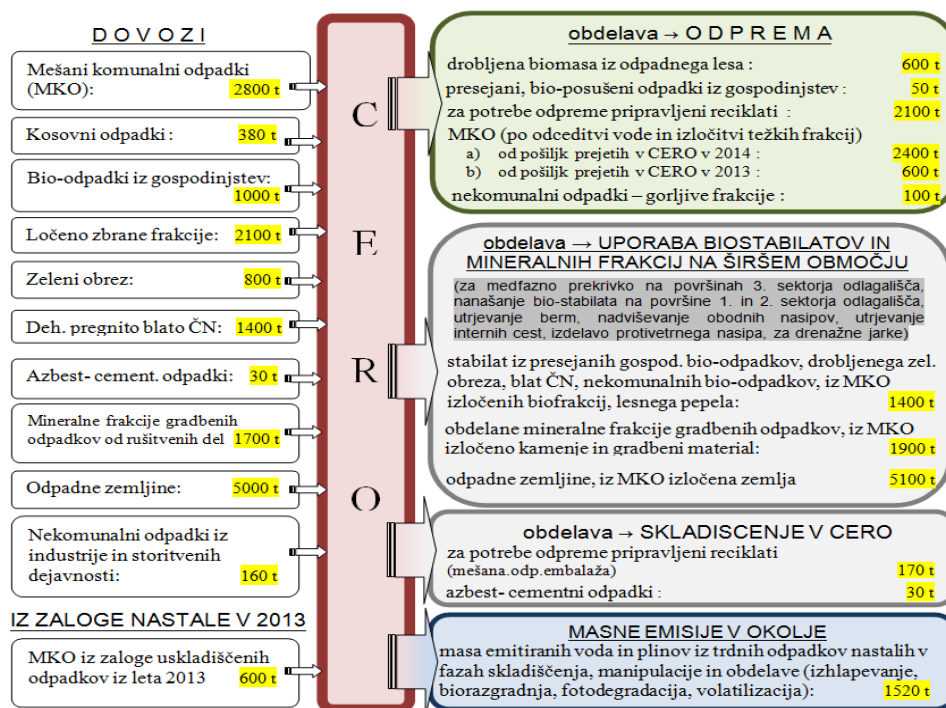 D O V O Z I
Mešani komunalni odpadki
(MKO): 2800 t
Kosovni odpadki : 380 t
Bio-odpadki iz gospodinjstev:
1000 t
Ločeno zbrane frakcije: 2100 t
Zeleni obrez: 800 t
Deh. pregnito blato ČN: 1400 t
Azbest- cement. odpadki: 30 t
Mineralne frakcije gradbenih
odpadkov od rušitvenih del 1700 t
Odpadne zemljine: 5000 t
Nekomunalni odpadki iz
industrije in storitvenih
dejavnosti: 160 t
IZ ZALOGE NASTALE V 2013
MKO iz zaloge uskladiščenih
odpadkov iz leta 2013
600 t
C
E
R
O
obdelava → O D P R E M A
drobljena biomasa iz odpadnega lesa : 600 t
presejani, bio-posušeni odpadki iz gospodinjstev : 50 t
za potrebe odpreme pripravljeni reciklati : 2100 t
MKO (po odceditvi vode in izločitvi težkih frakcij)
a) od pošiljk prejetih v CERO v 2014 : 2400 t
b) od pošiljk prejetih v CERO v 2013 : 600 t
nekomunalni odpadki – gorljive frakcije : 100 t
obdelava → UPORABA BIOSTABILATOV IN
MINERALNIH FRAKCIJ NA ŠIRŠEM OBMOČJU
(za medfazno prekrivko na površinah 3. sektorja odlagališča,
nanašanje bio-stabilata na površine 1. in 2. sektorja odlagališča,
utrjevanje berm, nadviševanje obodnih nasipov, utrjevanje
internih cest, izdelavo protivetrnega nasipa, za drenažne jarke)
stabilat iz presejanih gospod. bio-odpadkov, drobljenega zel.
obreza, blat ČN, nekomunalnih bio-odpadkov, iz MKO
izločenih biofrakcij, lesnega pepela: 1400 t
obdelane mineralne frakcije gradbenih odpadkov, iz MKO
izločeno kamenje in gradbeni material: 1900 t
odpadne zemljine, iz MKO izločena zemlja 5100 t
obdelava → SKLADISCENJE V CERO
za potrebe odpreme pripravljeni reciklati
(mešana.odp.embalaža) 170 t
azbest- cementni odpadki : 30 t
MASNE EMISIJE V OKOLJE
masa emitiranih voda in plinov iz trdnih odpadkov nastalih v
fazah skladiščenja, manipulacije in obdelave (izhlapevanje,
biorazgradnja, fotodegradacija, volatilizacija): 1520 t